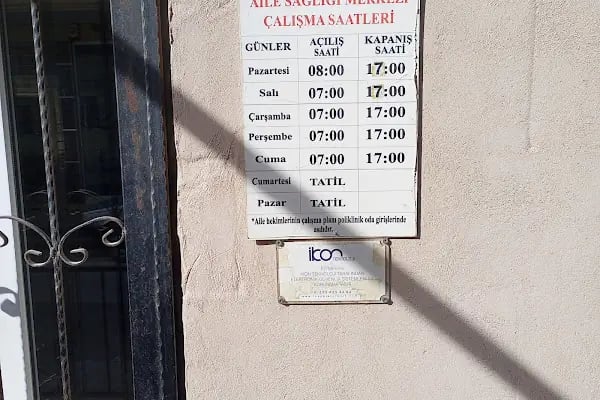 AİLE SAĞLIĞI MERKEZİ
ÇALIŞMA SAATLERİ
GÜNLER AÇILIŞ SAATİ KAPANIŞ SAATİ
Pazartesi 08:00 17:00
Salı 07:00 17:00
Çarşamba 07:00 17:00
Perşembe 07:00 17:00
Cuma 07:00 17:00
Cumartesi TATİL
Pazar TATİL
*Aile hekimlerinin çalışma planı poliklinik oda girişlerinde
asılıdır.